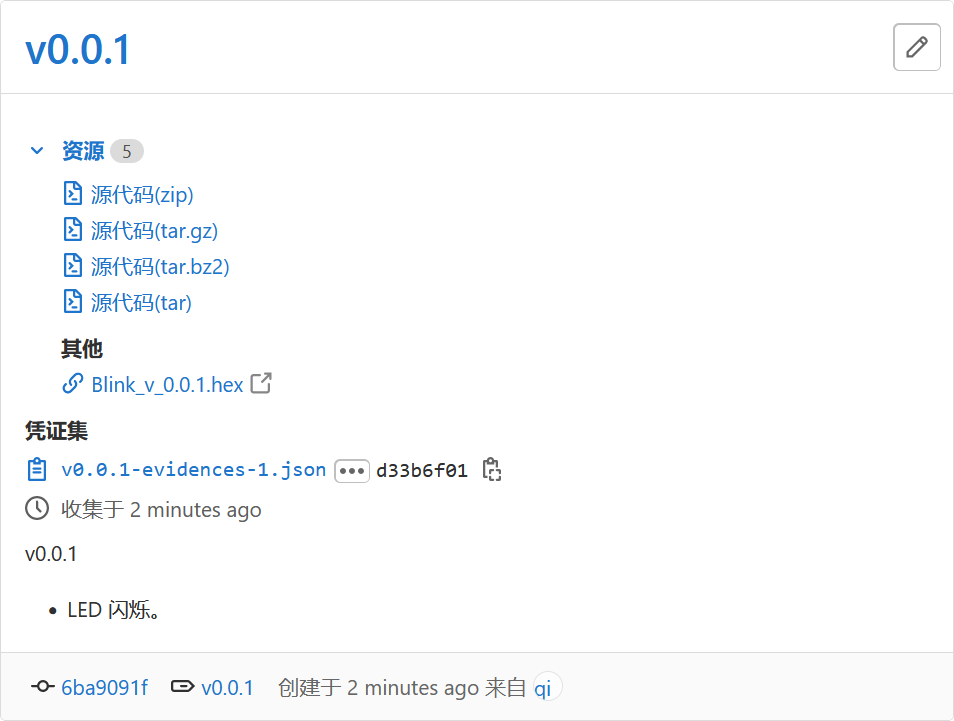 v0.0.1
资源 5
源代码(zip)
源代码(tar.gz)
源代码(tar.bz2)
源代码(tar)
其他
Blink_v_0.0.1.hex
凭证集
v0.0.1-evidences-1.json ••• d33b6f01
收集于 2 minutes ago
v0.0.1
• LED 闪烁。
6ba9091f v0.0.1 创建于 2 minutes ago 来自 qi